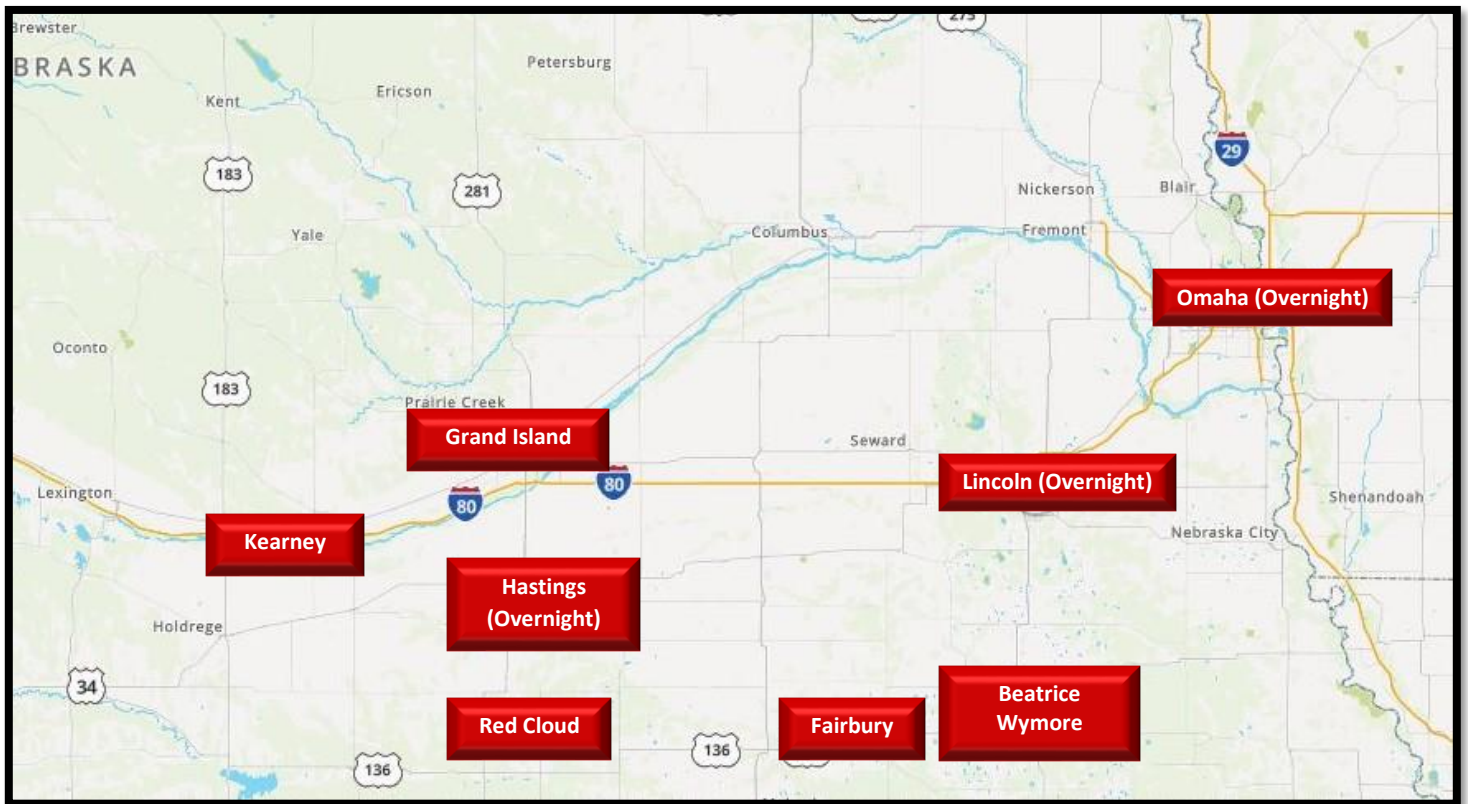 Brewster
BRASKA
Petersburg
275
Kent
Ericson
29
183
281
Nickerson
Blair
Yale
Columbus
Fremont
Omaha (Overnight)
Oconto
183
Prairie Creek
Grand Island
Seward
80
80
Lexington
Lincoln (Overnight)
Shenandoah
Kearney
Nebraska City
Hastings
(Overnight)
Holdrege
34
Beatrice
Wymore
Red Cloud
Fairbury
136
136